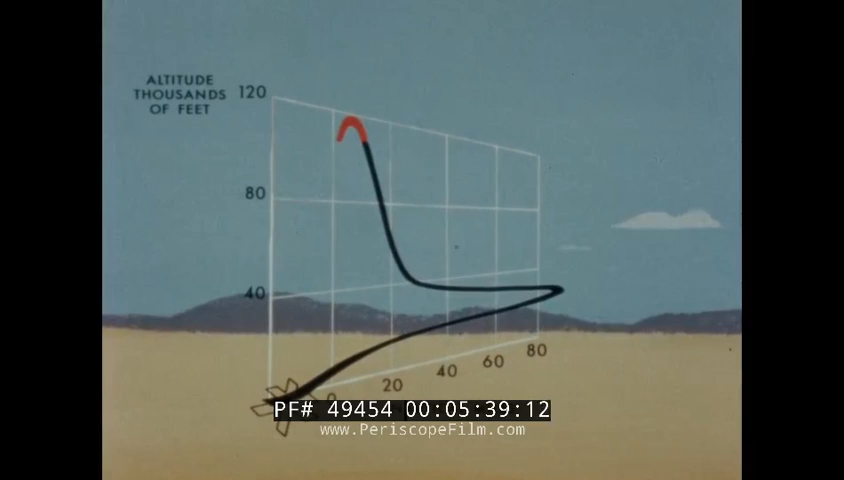 ALTITUDE
THOUSANDS
OF FEET
120
80
40
20
40
60
80
PF# 49454 00:05:39:12
www.PeriscopeFilm.com